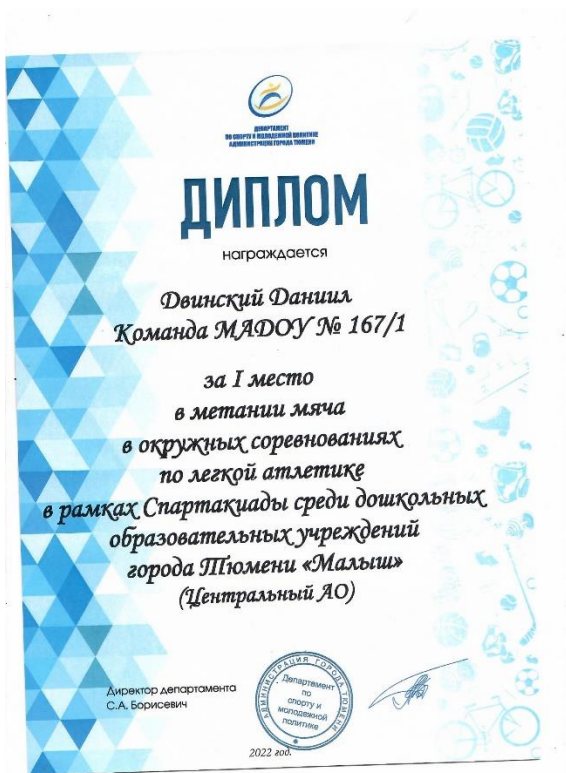 ДЕПАРТАМЕНТ
ПО СПОРТУ И МОЛОДЕЖНОЙ ПОЛИТИКЕ
АДМИНИСТРАЦИИ ГОРОДА ТЮМЕНИ
ДИПЛОМ
награждается
Двинский Даниил
Команда МАДОУ № 167/1
за I место
в метании мяча
в окружных соревнованиях
по легкой атлетике
в рамках Спартакиады среди дошкольных
образовательных учреждений
города Тюмени «Малыш»
(Центральный АО)
Директор департамента
С.А. Борисевич
АДМИНИСТРАЦИЯ ГОРОДА ТЮМЕНИ
Департамент
по
спорту и
молодежной
политике
2022 год.